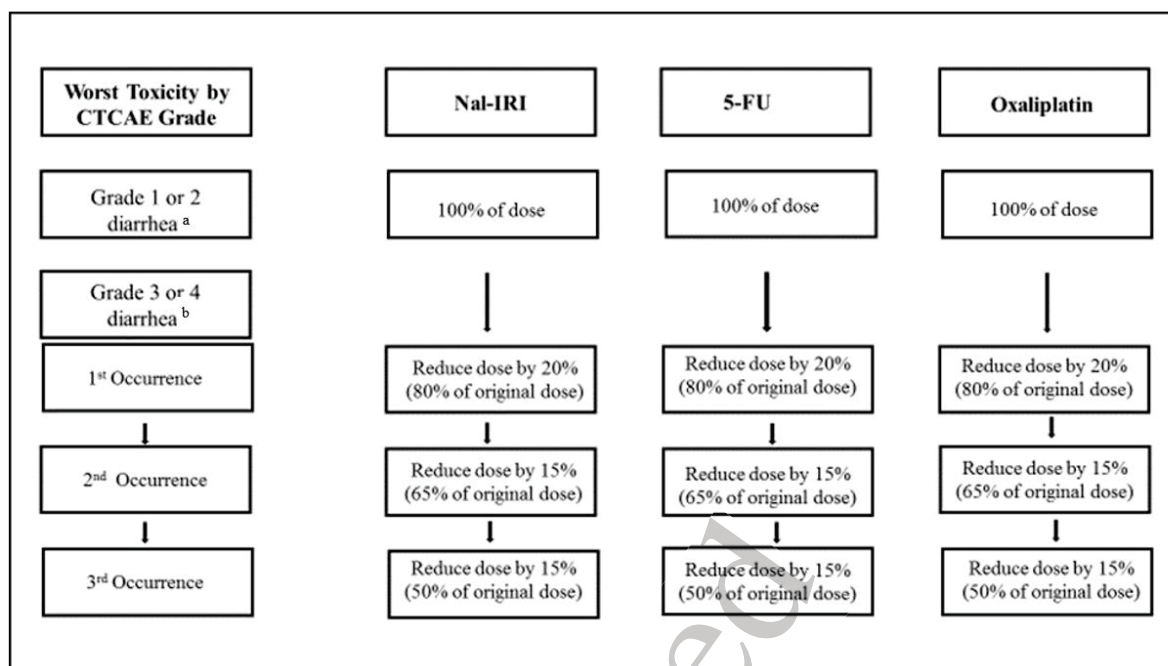 Worst Toxicity by
CTCAE Grade
Nal-IRI
5-FU
Oxaliplatin
Grade 1 or 2
diarrhea a
100% of dose
100% of dose
100% of dose
Grade 3 or 4
diarrhea b
1st Occurrence
Reduce dose by 20%
(80% of original dose)
Reduce dose by 20%
(80% of original dose)
Reduce dose by 20%
(80% of original dose)
2nd Occurrence
Reduce dose by 15%
(65% of original dose)
Reduce dose by 15%
(65% of original dose)
Reduce dose by 15%
(65% of original dose)
3rd Occurrence
Reduce dose by 15%
(50% of original dose)
Reduce dose by 15%
(50% of original dose)
Reduce dose by 15%
(50% of original dose)